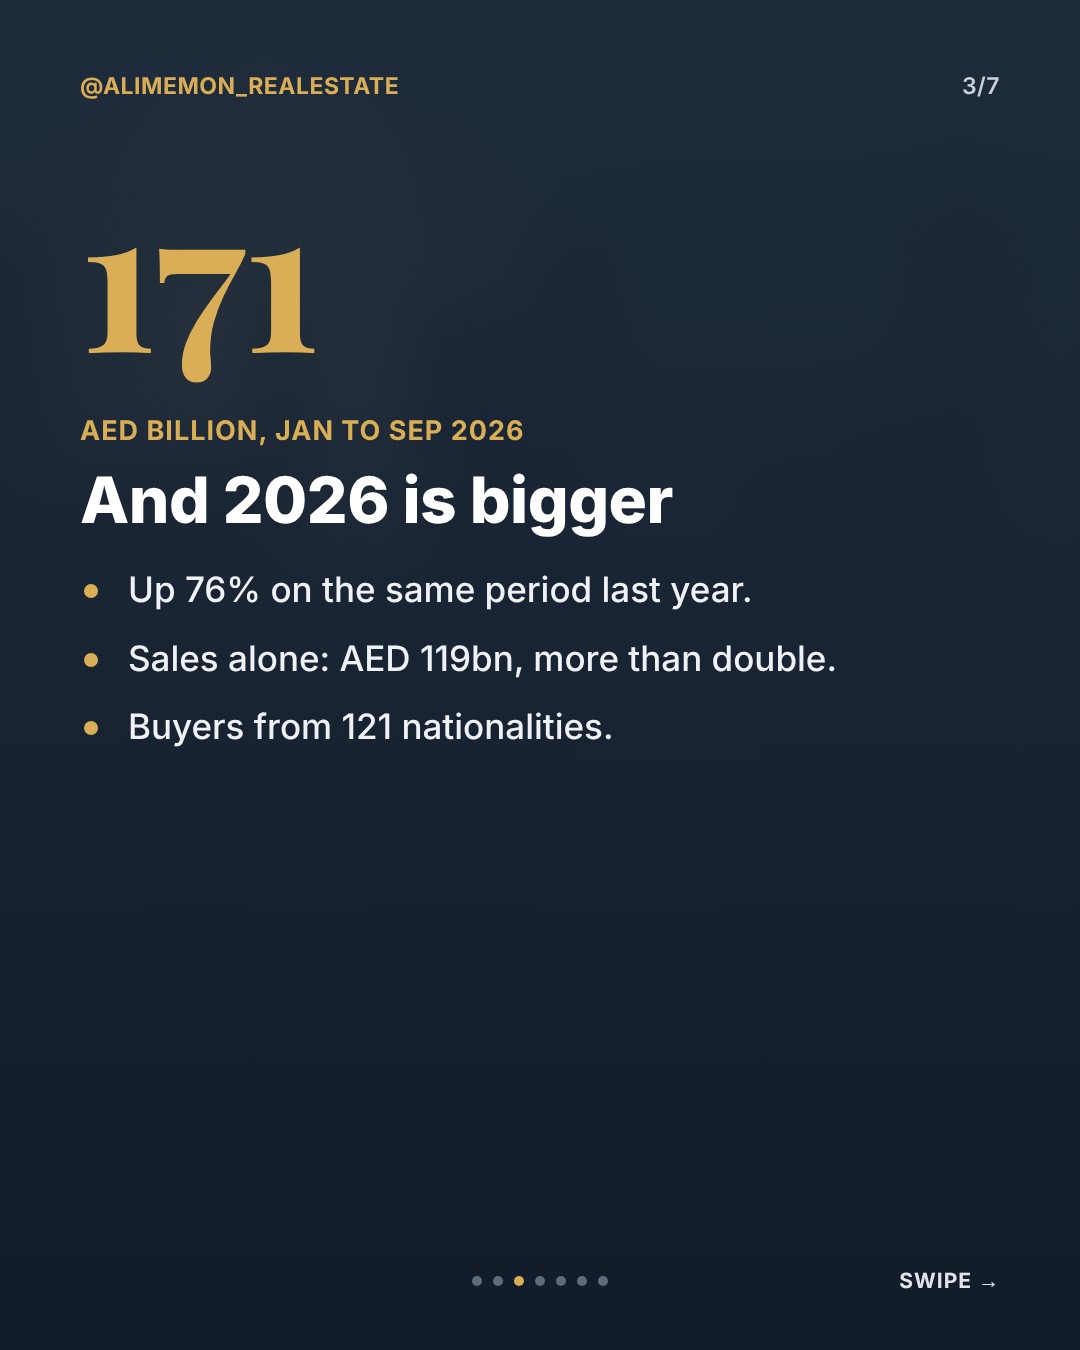 @ALIMEMON_REALESTATE
3/7
171
AED BILLION, JAN TO SEP 2026
And 2026 is bigger
• Up 76% on the same period last year.
• Sales alone: AED 119bn, more than double.
• Buyers from 121 nationalities.
SWIPE →